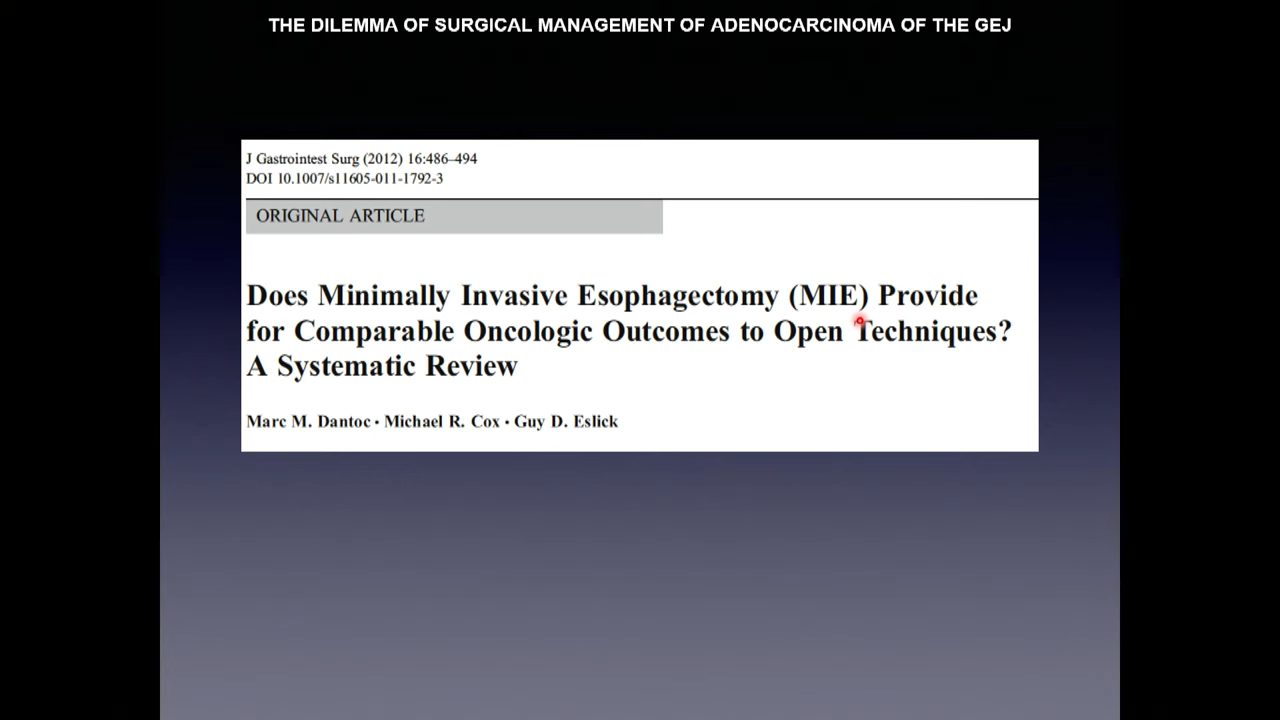 THE DILEMMA OF SURGICAL MANAGEMENT OF ADENOCARCINOMA OF THE GEJ
J Gastrointest Surg (2012) 16:486–494
DOI 10.1007/s11605-011-1792-3
ORIGINAL ARTICLE
Does Minimally Invasive Esophagectomy (MIE) Provide
for Comparable Oncologic Outcomes to Open Techniques?
A Systematic Review
Marc M. Dantoc • Michael R. Cox • Guy D. Eslick